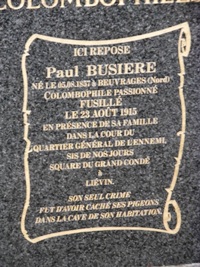 COLOMBOPHILE
ICI REPOSE
Paul BUSIERE
NÉ LE 05.08.1857 à BEUVRAGES (Nord)
COLOMBOPHILE PASSIONNÉ
FUSILLÉ
LE 23 AOÛT 1915
EN PRÉSENCE DE SA FAMILLE
DANS LA COUR DU
QUARTIER GÉNÉRAL DE L'ENNEMI,
SIS DE NOS JOURS
SQUARE DU GRAND CONDÉ
à
LIÉVIN.
SON SEUL CRIME
FUT D'AVOIR CACHÉ SES PIGEONS
DANS LA CAVE DE SON HABITATION.